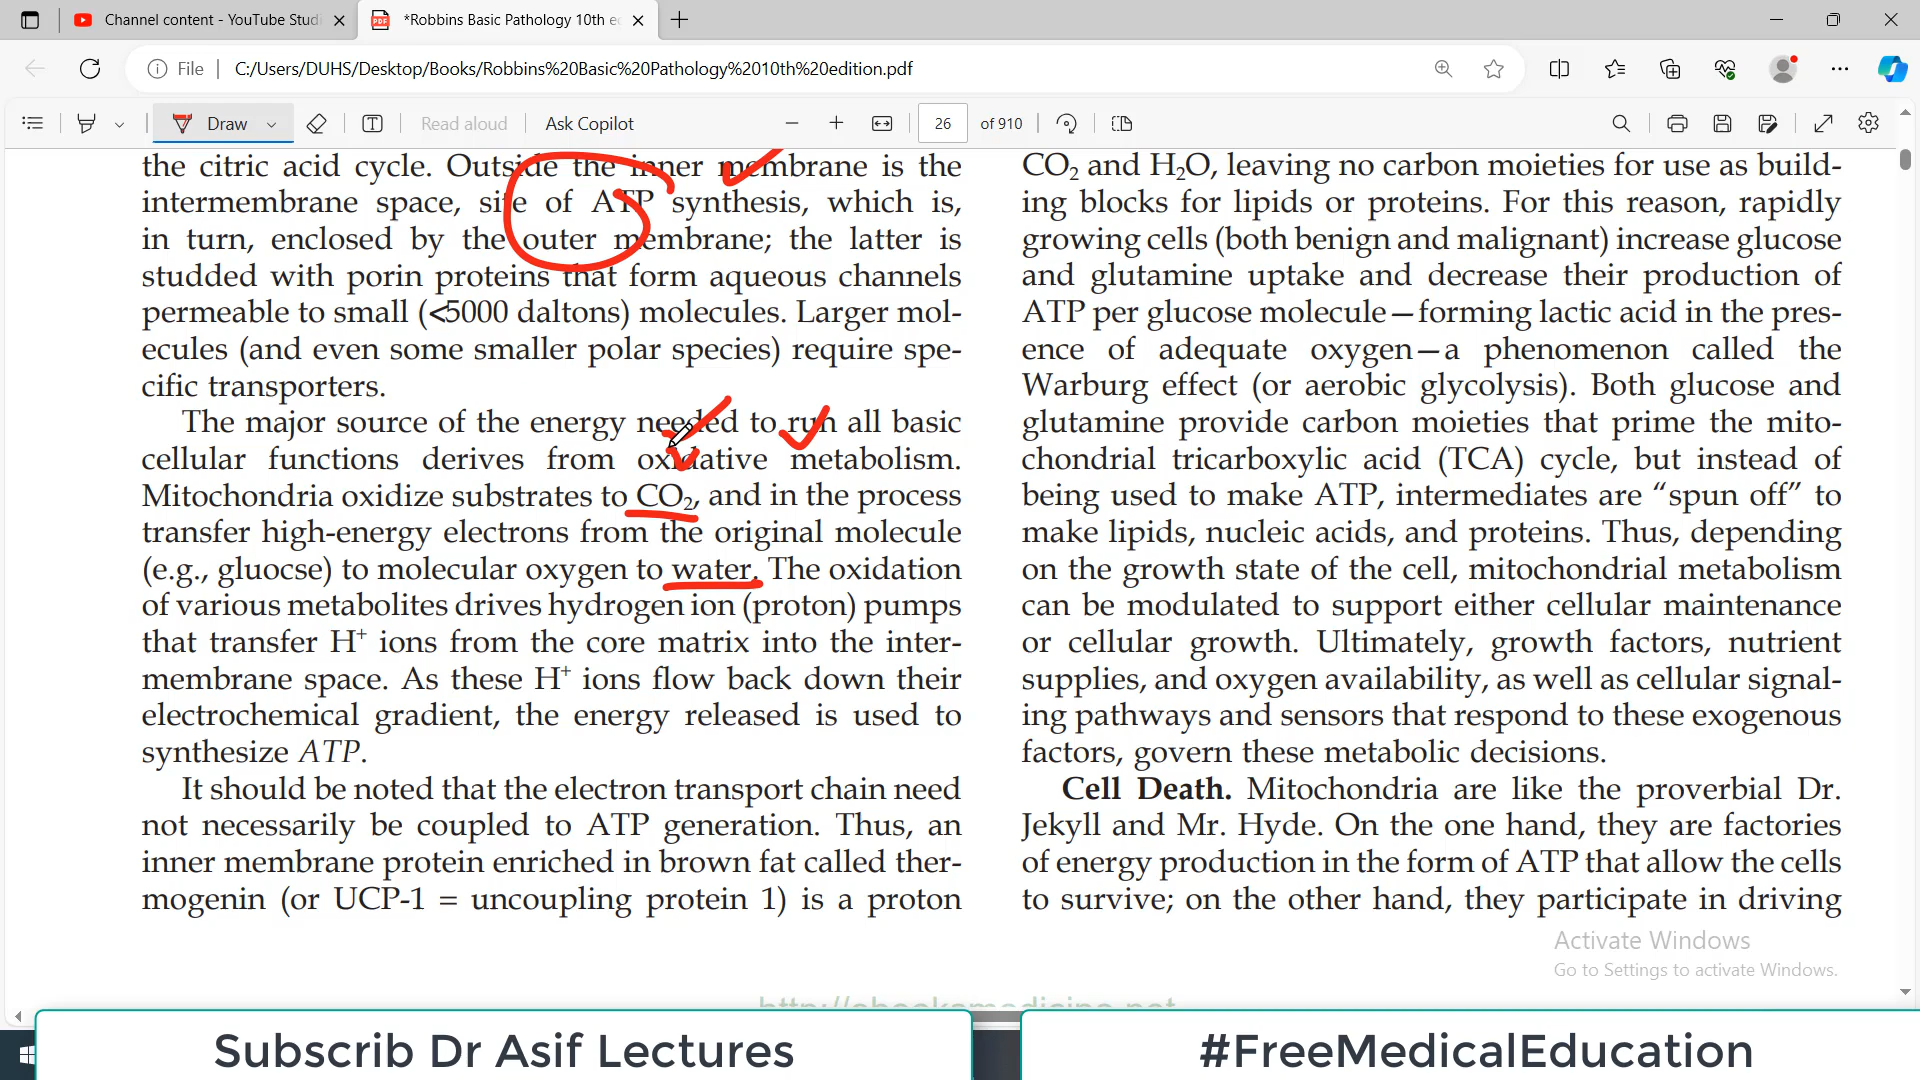 Channel content - YouTube Studi
*Robbins Basic Pathology 10th e
File
C:/Users/DUHS/Desktop/Books/Robbins%20Basic%20Pathology%2010th%20edition.pdf
Draw
Read aloud
Ask Copilot
26
of 910
the citric acid cycle. Outside the inner membrane is the
intermembrane space, site of ATP synthesis, which is,
in turn, enclosed by the outer membrane; the latter is
studded with porin proteins that form aqueous channels
permeable to small (<5000 daltons) molecules. Larger mol-
ecules (and even some smaller polar species) require spe-
cific transporters.
The major source of the energy needed to run all basic
cellular functions derives from oxidative metabolism.
Mitochondria oxidize substrates to CO₂, and in the process
transfer high-energy electrons from the original molecule
(e.g., gluocse) to molecular oxygen to water. The oxidation
of various metabolites drives hydrogen ion (proton) pumps
that transfer H⁺ ions from the core matrix into the inter-
membrane space. As these H⁺ ions flow back down their
electrochemical gradient, the energy released is used to
synthesize ATP.
It should be noted that the electron transport chain need
not necessarily be coupled to ATP generation. Thus, an
inner membrane protein enriched in brown fat called ther-
mogenin (or UCP-1 = uncoupling protein 1) is a proton
CO₂ and H₂O, leaving no carbon moieties for use as build-
ing blocks for lipids or proteins. For this reason, rapidly
growing cells (both benign and malignant) increase glucose
and glutamine uptake and decrease their production of
ATP per glucose molecule—forming lactic acid in the pres-
ence of adequate oxygen—a phenomenon called the
Warburg effect (or aerobic glycolysis). Both glucose and
glutamine provide carbon moieties that prime the mito-
chondrial tricarboxylic acid (TCA) cycle, but instead of
being used to make ATP, intermediates are “spun off” to
make lipids, nucleic acids, and proteins. Thus, depending
on the growth state of the cell, mitochondrial metabolism
can be modulated to support either cellular maintenance
or cellular growth. Ultimately, growth factors, nutrient
supplies, and oxygen availability, as well as cellular signal-
ing pathways and sensors that respond to these exogenous
factors, govern these metabolic decisions.
Cell Death. Mitochondria are like the proverbial Dr.
Jekyll and Mr. Hyde. On the one hand, they are factories
of energy production in the form of ATP that allow the cells
to survive; on the other hand, they participate in driving
Activate Windows
Go to Settings to activate Windows.
Subscrib Dr Asif Lectures
#FreeMedicalEducation